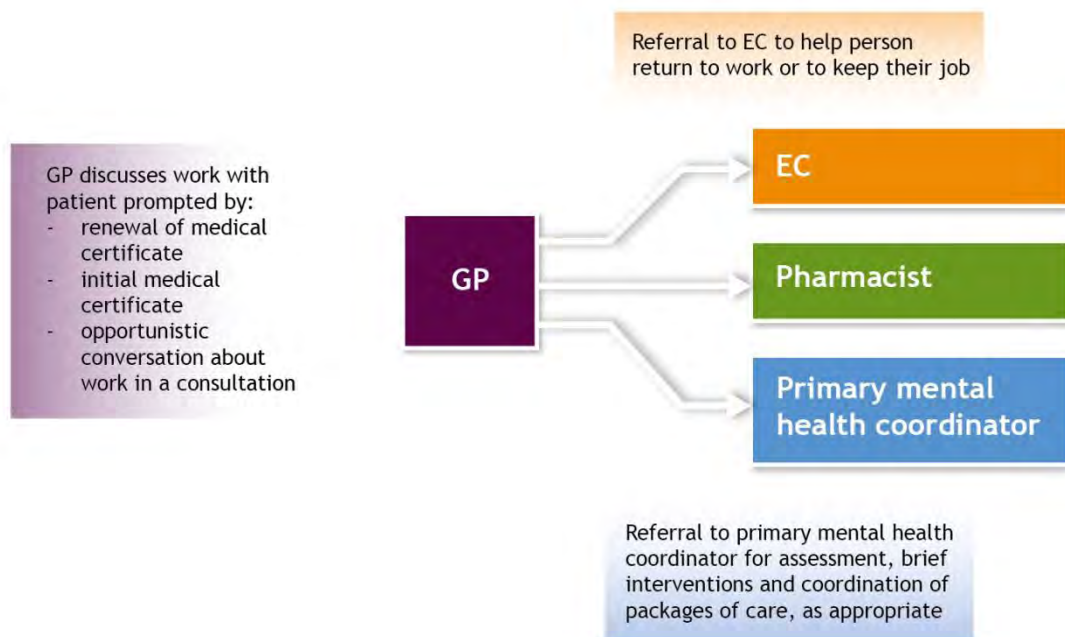 Referral to EC to help person
return to work or to keep their job
GP discusses work with
patient prompted by:
- renewal of medical
certificate
- initial medical
certificate
- opportunistic
conversation about
work in a consultation
GP
EC
Pharmacist
Primary mental
health coordinator
Referral to primary mental health
coordinator for assessment, brief
interventions and coordination of
packages of care, as appropriate